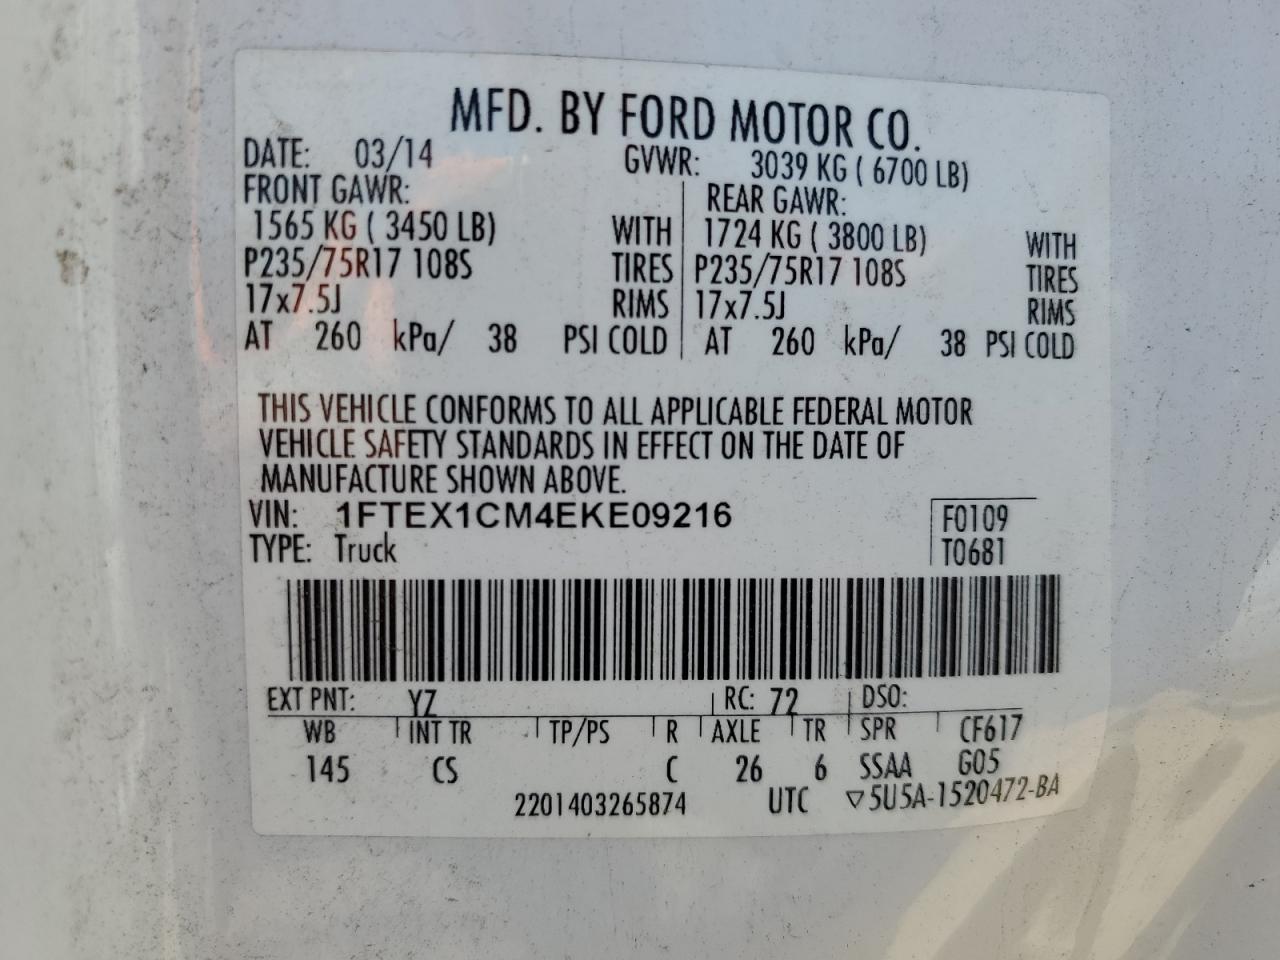 MFD. BY FORD MOTOR CO.
DATE: 03/14 GVWR: 3039 KG ( 6700 LB)
FRONT GAWR: REAR GAWR:
1565 KG ( 3450 LB) WITH 1724 KG ( 3800 LB) WITH
P235/75R17 108S TIRES P235/75R17 108S TIRES
17x7.5J RIMS 17x7.5J RIMS
AT 260 kPa/ 38 PSI COLD AT 260 kPa/ 38 PSI COLD
THIS VEHICLE CONFORMS TO ALL APPLICABLE FEDERAL MOTOR
VEHICLE SAFETY STANDARDS IN EFFECT ON THE DATE OF
MANUFACTURE SHOWN ABOVE.
VIN: 1FTEX1CM4EKE09216 F0109
TYPE: Truck T0681
EXT PNT: YZ RC: 72 DSO:
WB INT TR TP/PS R AXLE TR SPR CF617
145 CS C 26 6 SSAA G05
2201403265874 UTC ▽5U5A-1520472-BA